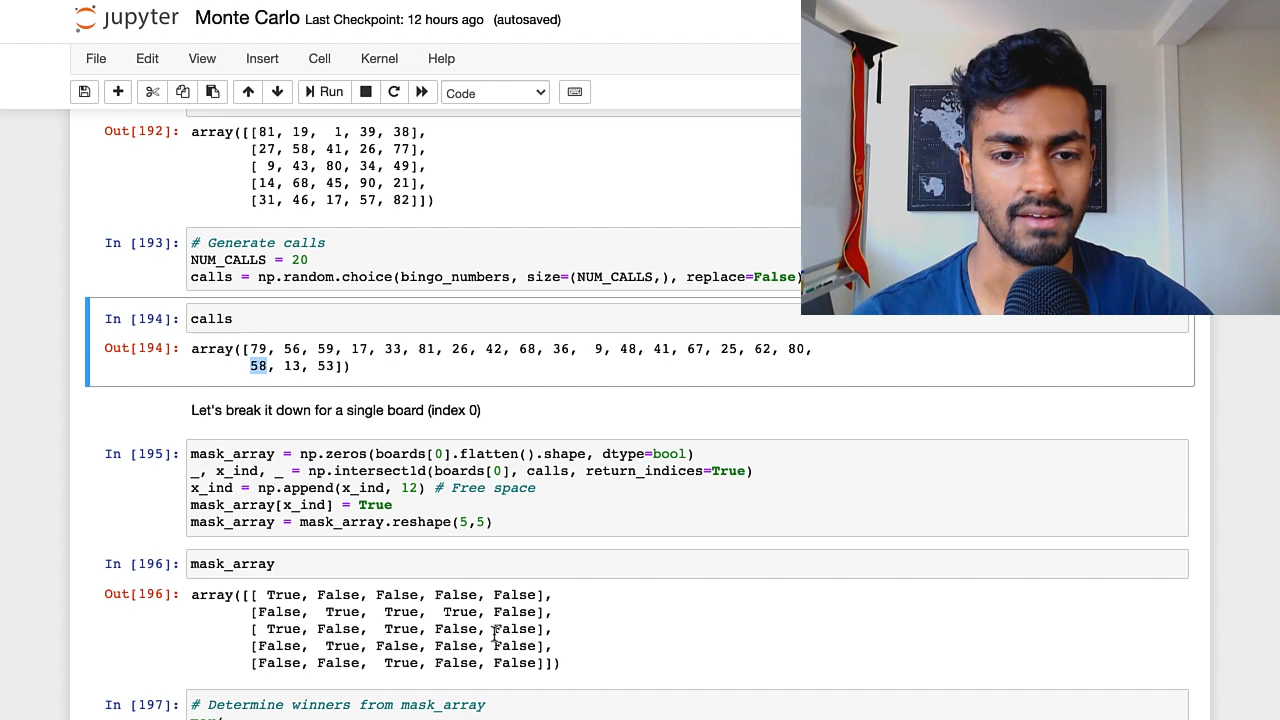 jupyter Monte Carlo Last Checkpoint: 12 hours ago (autosaved)
File Edit View Insert Cell Kernel Help
Run Code
Out[192]: array([[81, 19,  1, 39, 38],
[27, 58, 41, 26, 77],
[ 9, 43, 80, 34, 49],
[14, 68, 45, 90, 21],
[31, 46, 17, 57, 82]])
In [193]: # Generate calls
NUM_CALLS = 20
calls = np.random.choice(bingo_numbers, size=(NUM_CALLS,), replace=False)
In [194]: calls
Out[194]: array([79, 56, 59, 17, 33, 81, 26, 42, 68, 36,  9, 48, 41, 67, 25, 62, 80,
58, 13, 53])
Let's break it down for a single board (index 0)
In [195]: mask_array = np.zeros(boards[0].flatten().shape, dtype=bool)
_, x_ind, _ = np.intersect1d(boards[0], calls, return_indices=True)
x_ind = np.append(x_ind, 12) # Free space
mask_array[x_ind] = True
mask_array = mask_array.reshape(5,5)
In [196]: mask_array
Out[196]: array([[ True, False, False, False, False],
[False,  True,  True,  True, False],
[ True, False,  True, False, False],
[False,  True, False, False, False],
[False, False,  True, False, False]])
In [197]: # Determine winners from mask_array